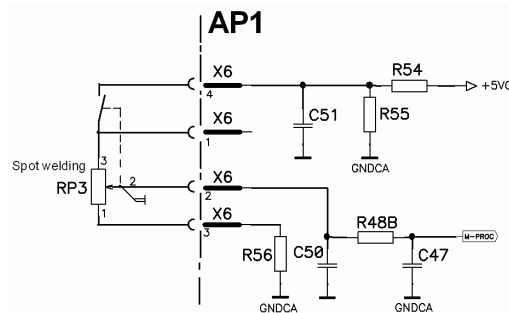 AP1
X6
4
R54
+5VC
C51
R55
X6
1
GNDCA
Spot welding
3
RP3
2
1
X6
2
X6
3
R56
C50
R48B
C47
M-PROC
GNDCA
GNDCA